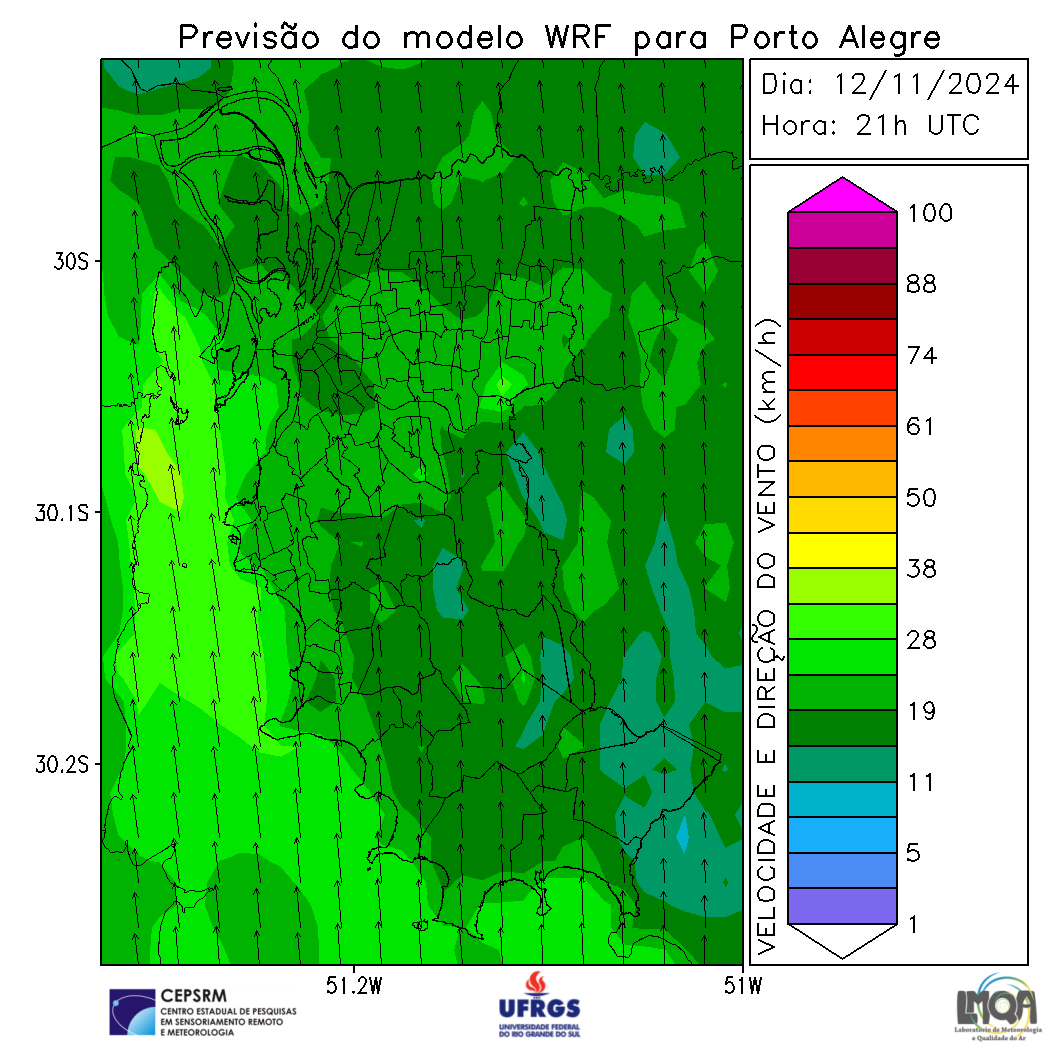 Previsão do modelo WRF para Porto Alegre
Dia: 12/11/2024
Hora: 21h UTC
30S
30.1S
30.2S
51.2W
51W
VELOCIDADE E DIREÇÃO DO VENTO (km/h)
100
88
74
61
50
38
28
19
11
5
1
CEPSRM
CENTRO ESTADUAL DE PESQUISAS
EM SENSORIAMENTO REMOTO
E METEOROLOGIA
UFRGS
UNIVERSIDADE FEDERAL
DO RIO GRANDE DO SUL
LMQA
Laboratório de Meteorologia
e Qualidade do Ar